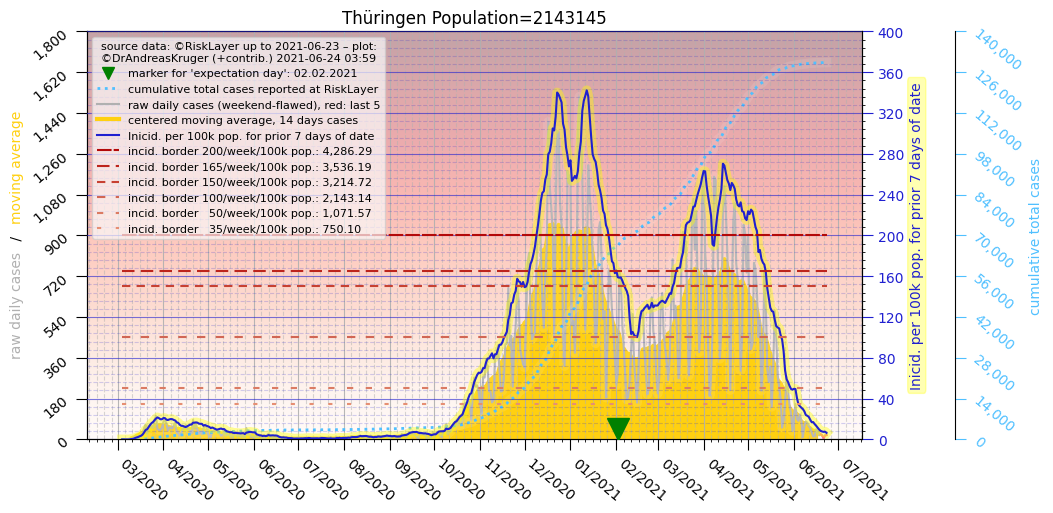 Thüringen Population=2143145
source data: ©RiskLayer up to 2021-06-23 – plot:
©DrAndreasKruger (+contrib.) 2021-06-24 03:59
marker for 'expectation day': 02.02.2021
cumulative total cases reported at RiskLayer
raw daily cases (weekend-flawed), red: last 5
centered moving average, 14 days cases
Inicid. per 100k pop. for prior 7 days of date
incid. border 200/week/100k pop.: 4,286.29
incid. border 165/week/100k pop.: 3,536.19
incid. border 150/week/100k pop.: 3,214.72
incid. border 100/week/100k pop.: 2,143.14
incid. border   50/week/100k pop.: 1,071.57
incid. border   35/week/100k pop.: 750.10
raw daily cases / moving average
1,800
1,620
1,440
1,260
1,080
900
720
540
360
180
0
03/2020
04/2020
05/2020
06/2020
07/2020
08/2020
09/2020
10/2020
11/2020
12/2020
01/2021
02/2021
03/2021
04/2021
05/2021
06/2021
07/2021
400
360
320
280
240
200
160
120
80
40
0
Inicid. per 100k pop. for prior 7 days of date
140,000
126,000
112,000
98,000
84,000
70,000
56,000
42,000
28,000
14,000
0
cumulative total cases